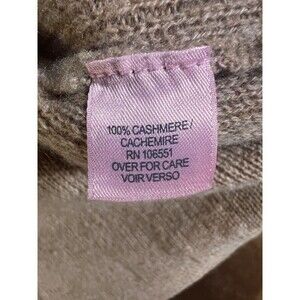 100% CASHMERE/
CACHEMIRE
RN 106551
OVER FOR CARE
VOIR VERSO